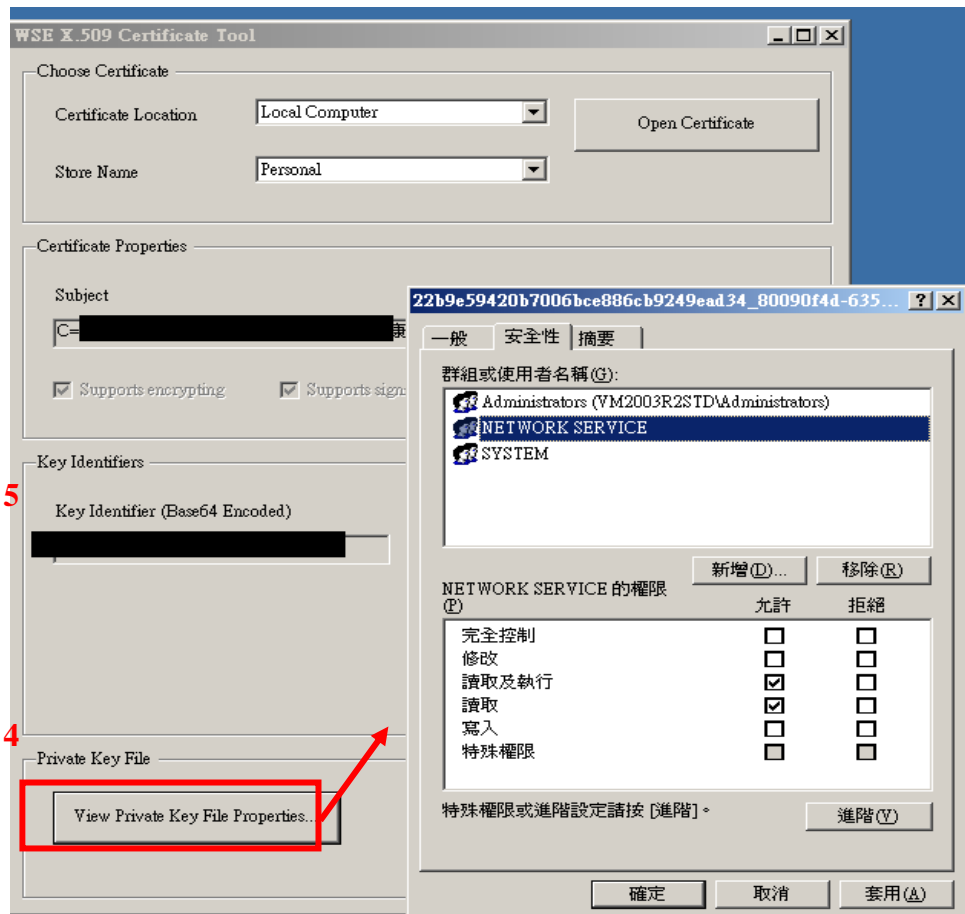 WSE X.509 Certificate Tool
Choose Certificate
Certificate Location
Local Computer
Open Certificate
Store Name
Personal
Certificate Properties
Subject
C=
康
Supports encrypting
Supports sign
Key Identifiers
5
Key Identifier (Base64 Encoded)
4
Private Key File
View Private Key File Properties...
22b9e59420b7006bce886cb9249ead34_80090f4d-635...
一般
安全性
摘要
群組或使用者名稱(G):
Administrators (VM2003R2STD\Administrators)
NETWORK SERVICE
SYSTEM
新增(D)...
移除(R)
NETWORK SERVICE 的權限
(P)
允許
拒絕
完全控制
修改
讀取及執行
讀取
寫入
特殊權限
特殊權限或進階設定請按 [進階]。
進階(V)
確定
取消
套用(A)